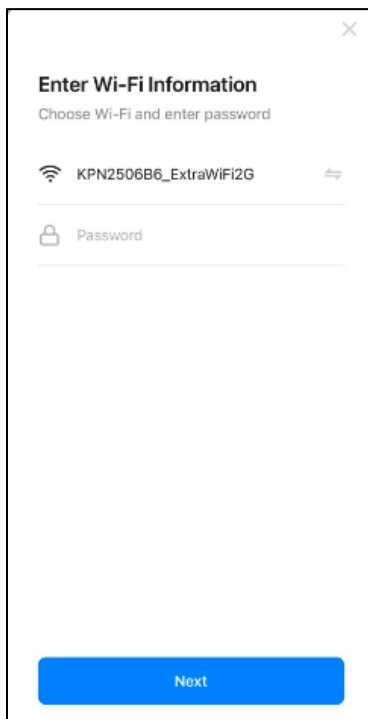 Enter Wi-Fi Information
Choose Wi-Fi and enter password
KPN2506B6_ExtraWiFi2G
Password
Next